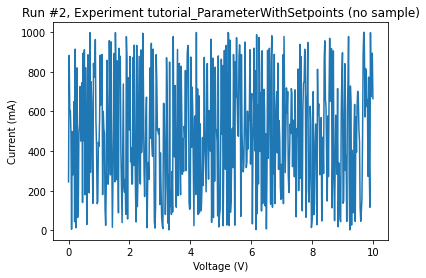 Run #2, Experiment tutorial_ParameterWithSetpoints (no sample)
1000
800
600
400
200
0
Current (mA)
0 2 4 6 8 10
Voltage (V)